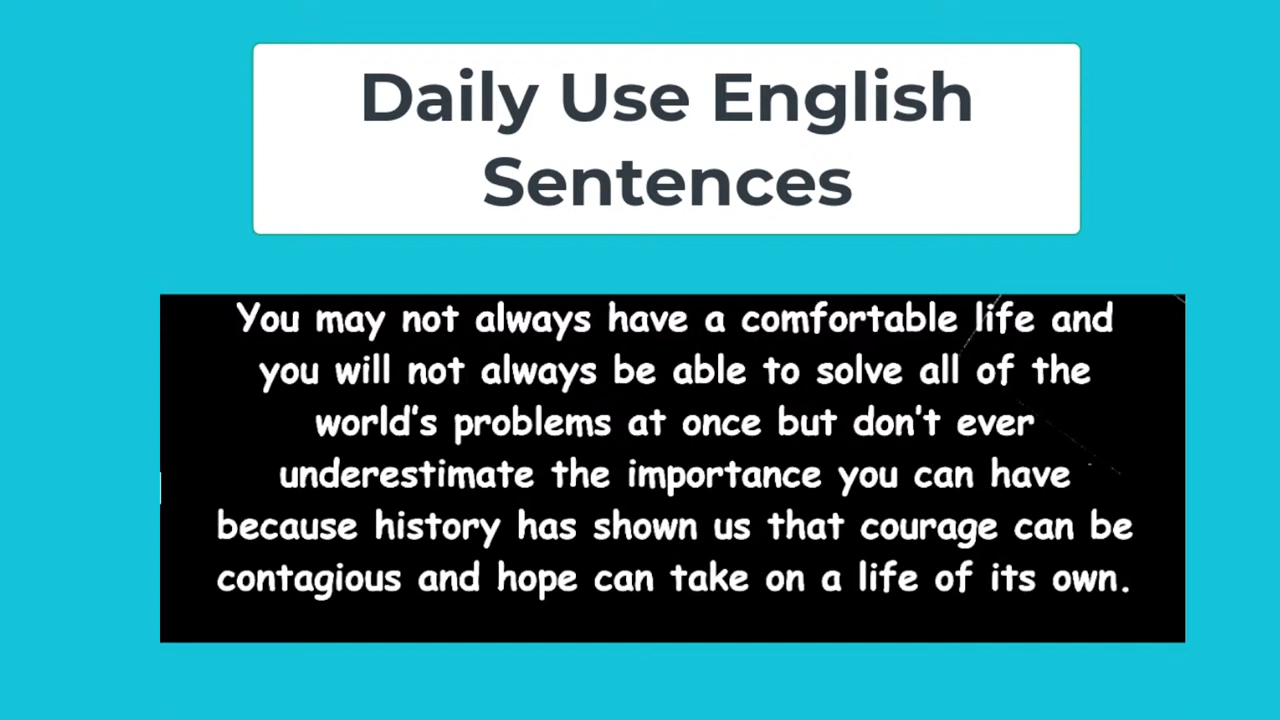 Daily Use English
Sentences
You may not always have a comfortable life and
you will not always be able to solve all of the
world's problems at once but don't ever
underestimate the importance you can have
because history has shown us that courage can be
contagious and hope can take on a life of its own.